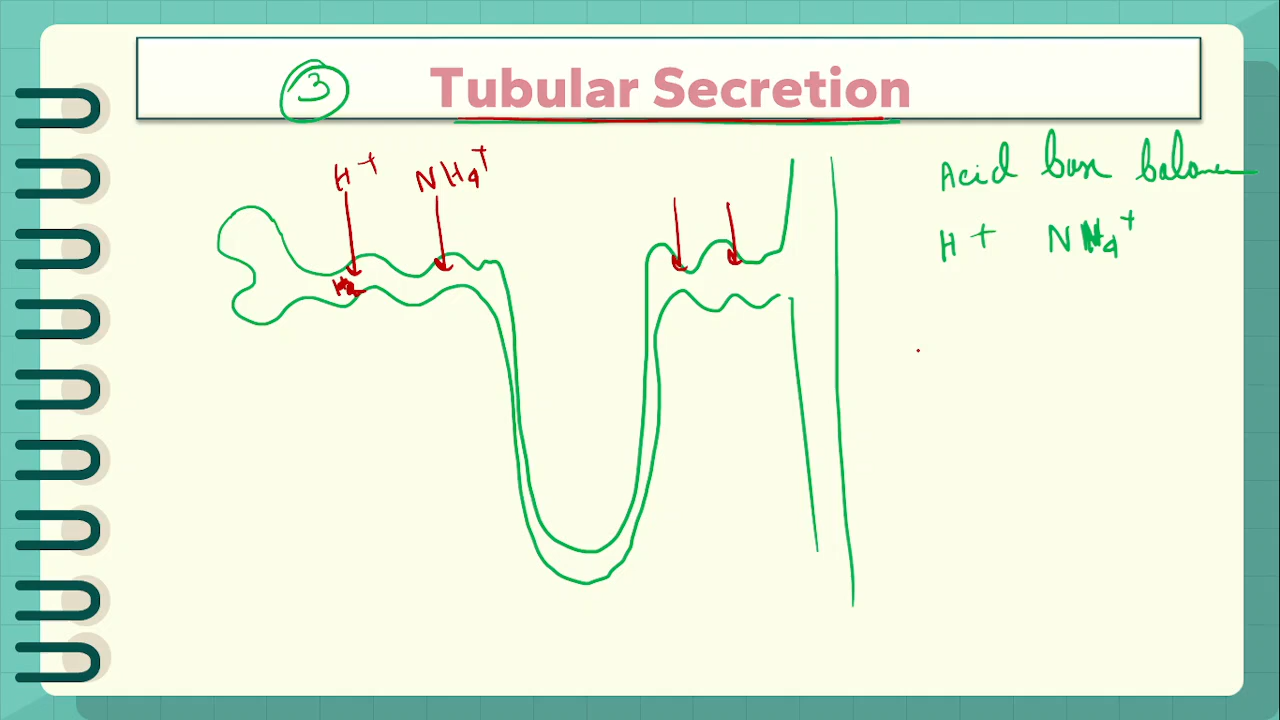 3 Tubular Secretion
H+ NH4+
Acid base balance
H+ NH4+